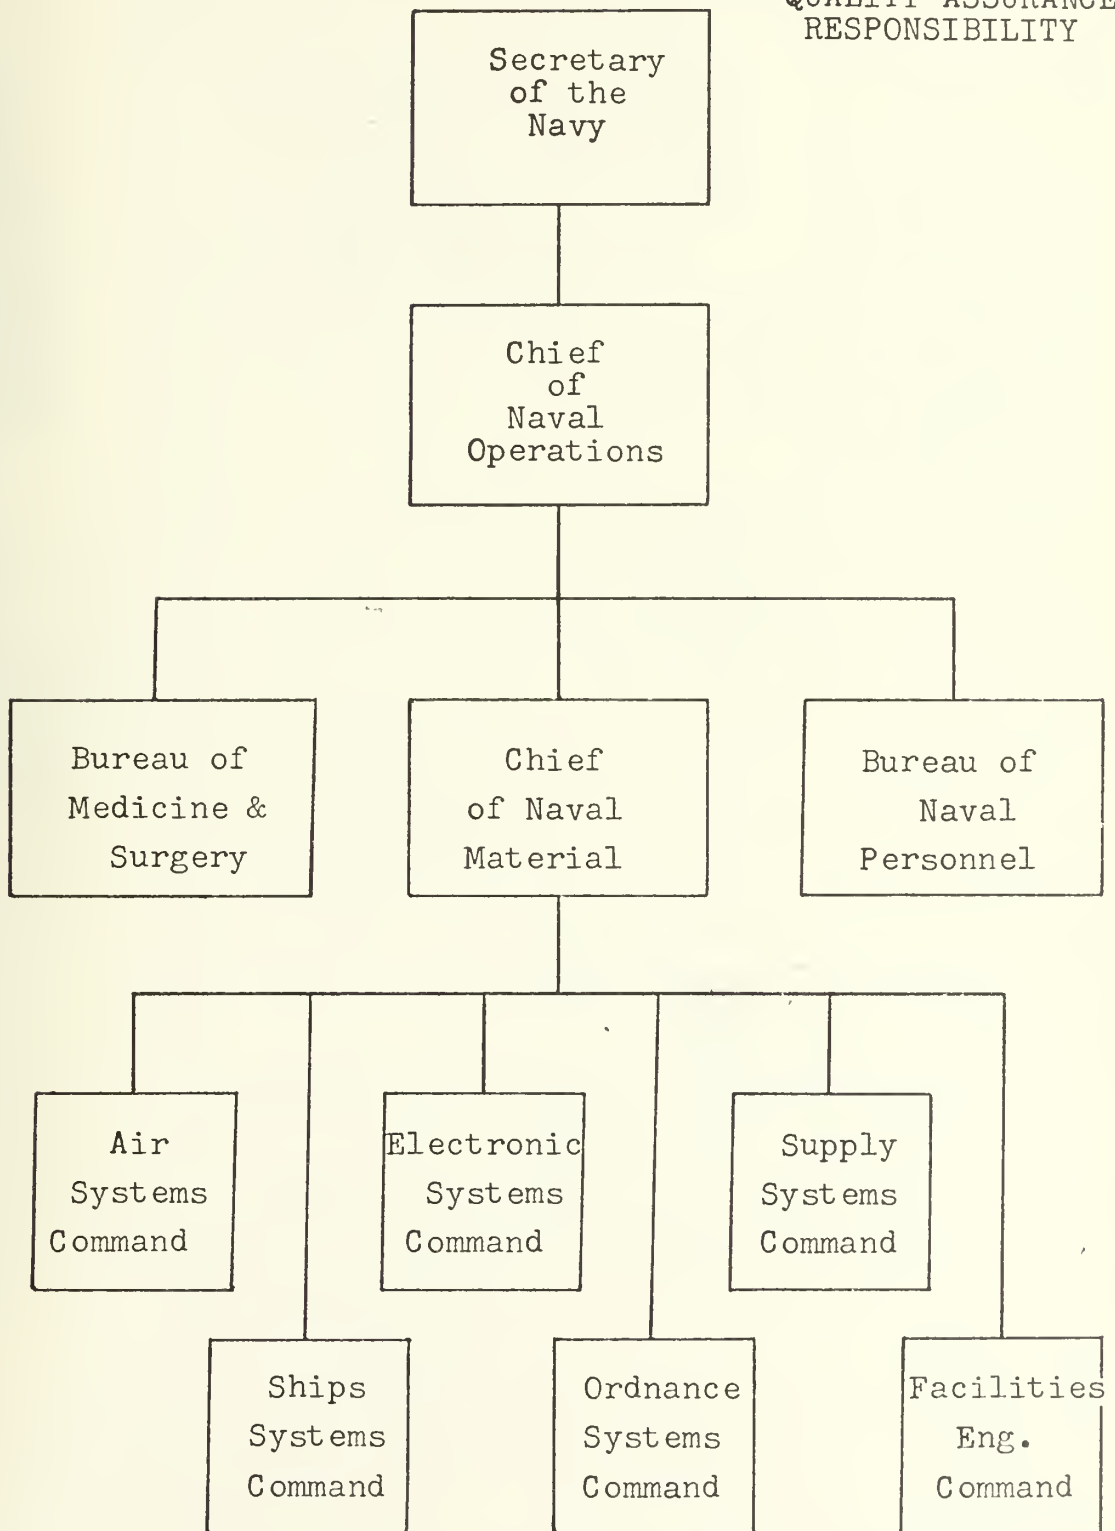 QUALITY ASSURANCE
RESPONSIBILITY
Secretary
of the
Navy
Chief
of
Naval
Operations
Bureau of
Medicine &
Surgery
Chief
of Naval
Material
Bureau of
Naval
Personnel
Air
Systems
Command
Electronic
Systems
Command
Supply
Systems
Command
Ships
Systems
Command
Ordnance
Systems
Command
Facilities
Eng.
Command